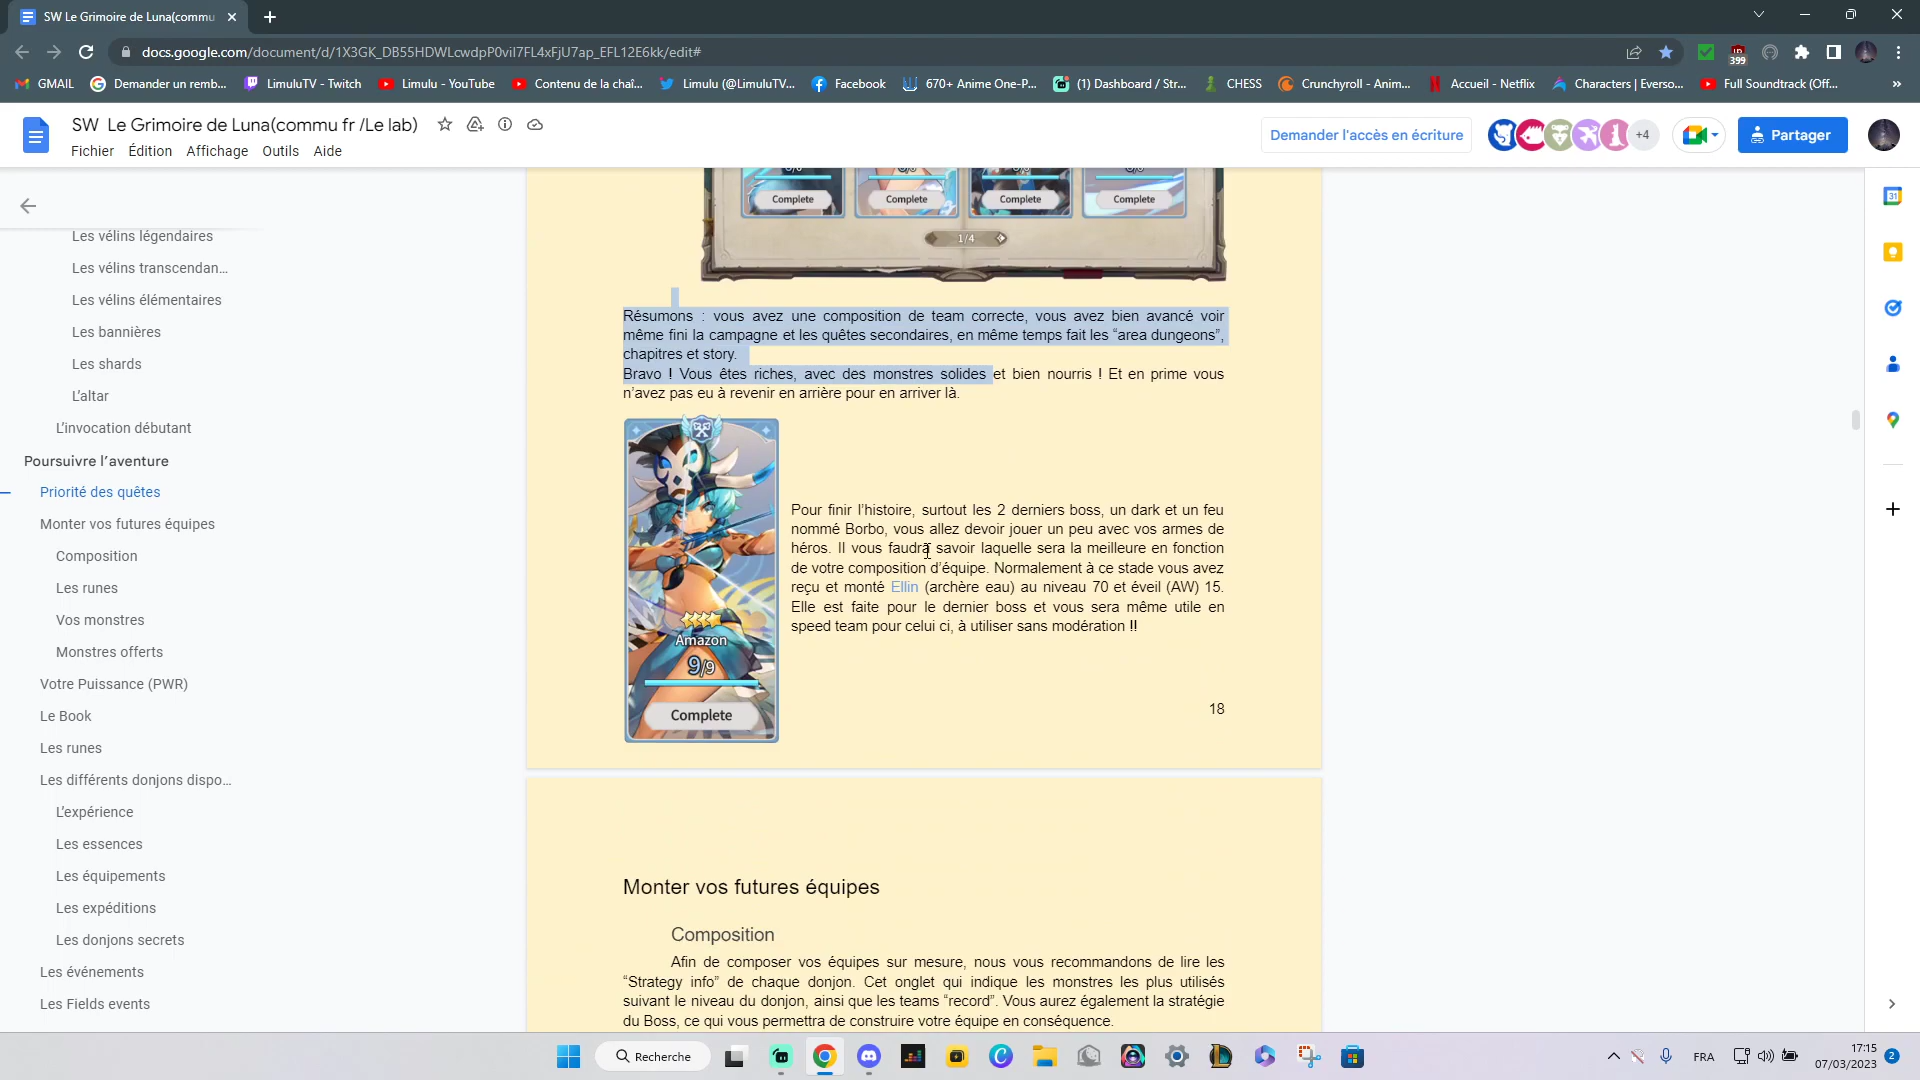 SW Le Grimoire de Luna(commu
docs.google.com/document/d/1X3GK_DB55HDWLcwdpP0viI7FL4xFjU7ap_EFL12E6kk/edit#
399
GMAIL
Demander un remb...
LimuluTV - Twitch
Limulu - YouTube
Contenu de la chaî...
Limulu (@LimuluTV...
Facebook
670+ Anime One-P...
(1) Dashboard / Str...
CHESS
Crunchyroll - Anim...
Accueil - Netflix
Characters | Everso...
Full Soundtrack (Off...
»
SW Le Grimoire de Luna(commu fr /Le lab)
Fichier Édition Affichage Outils Aide
Demander l'accès en écriture
+4
Partager
Les vélins légendaires
Les vélins transcendan...
Les vélins élémentaires
Les bannières
Les shards
L'altar
L'invocation débutant
Poursuivre l'aventure
Priorité des quêtes
Monter vos futures équipes
Composition
Les runes
Vos monstres
Monstres offerts
Votre Puissance (PWR)
Le Book
Les runes
Les différents donjons dispo...
L'expérience
Les essences
Les équipements
Les expéditions
Les donjons secrets
Les événements
Les Fields events
Complete Complete Complete Complete
1/4
Résumons : vous avez une composition de team correcte, vous avez bien avancé voir
même fini la campagne et les quêtes secondaires, en même temps fait les “area dungeons”,
chapitres et story.
Bravo ! Vous êtes riches, avec des monstres solides et bien nourris ! Et en prime vous
n’avez pas eu à revenir en arrière pour en arriver là.
Amazon
9/9
Complete
Pour finir l’histoire, surtout les 2 derniers boss, un dark et un feu
nommé Borbo, vous allez devoir jouer un peu avec vos armes de
héros. Il vous faudra savoir laquelle sera la meilleure en fonction
de votre composition d’équipe. Normalement à ce stade vous avez
reçu et monté Ellin (archère eau) au niveau 70 et éveil (AW) 15.
Elle est faite pour le dernier boss et vous sera même utile en
speed team pour celui ci, à utiliser sans modération !!
18
Monter vos futures équipes
Composition
Afin de composer vos équipes sur mesure, nous vous recommandons de lire les
“Strategy info” de chaque donjon. Cet onglet qui indique les monstres les plus utilisés
suivant le niveau du donjon, ainsi que les teams “record”. Vous aurez également la stratégie
du Boss, ce qui vous permettra de construire votre équipe en conséquence.
31
Recherche
FRA
17:15
07/03/2023
2